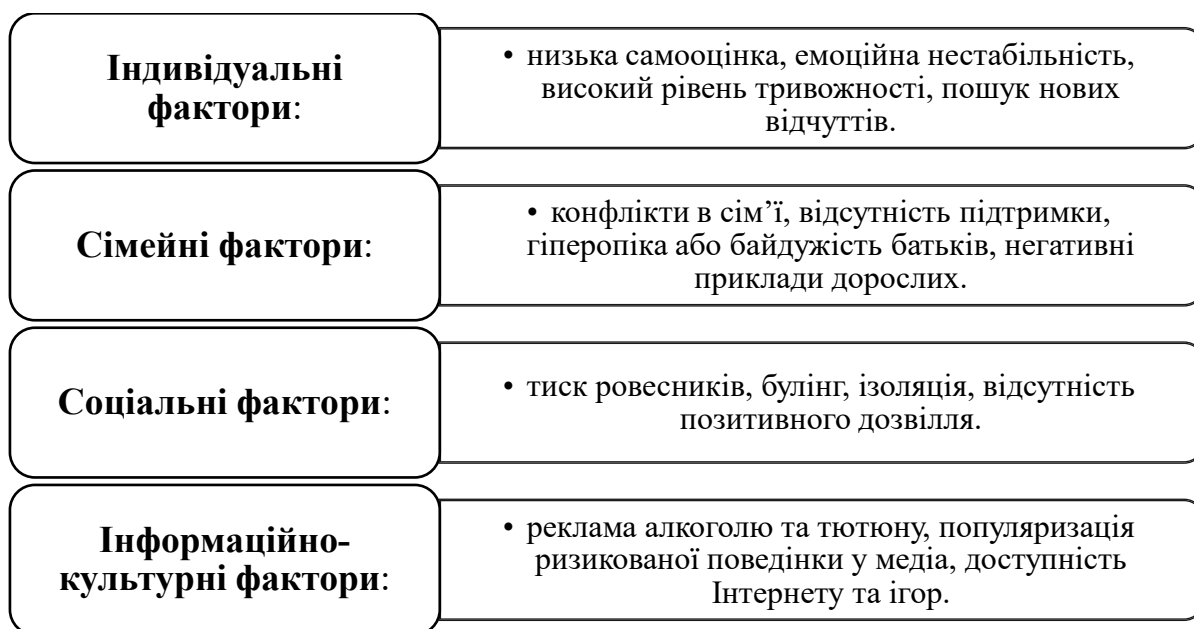 Індивідуальні
фактори:
• низька самооцінка, емоційна нестабільність,
високий рівень тривожності, пошук нових
відчуттів.
Сімейні фактори:
• конфлікти в сім’ї, відсутність підтримки,
гіперопіка або байдужість батьків, негативні
приклади дорослих.
Соціальні фактори:
• тиск ровесників, булінг, ізоляція, відсутність
позитивного дозвілля.
Інформаційно-
культурні фактори:
• реклама алкоголю та тютюну, популяризація
ризикованої поведінки у медіа, доступність
Інтернету та ігор.